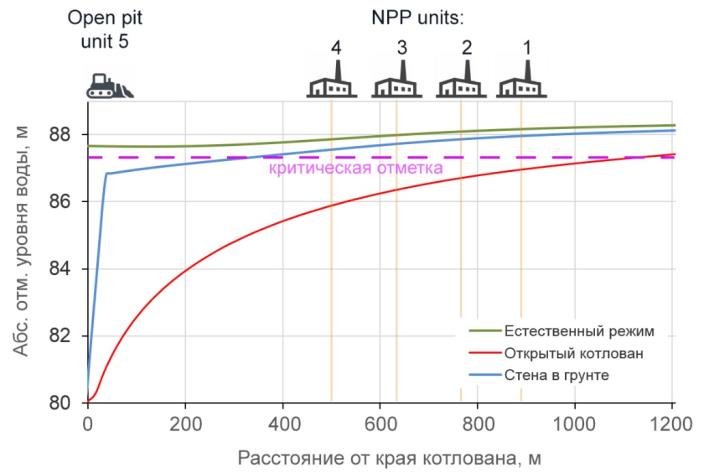 Open pit
unit 5
NPP units:
4
3
2
1
Абс. отм. уровня воды, м
88
86
84
82
80
критическая отметка
Естественный режим
Открытый котлован
Стена в грунте
0
200
400
600
800
1000
1200
Расстояние от края котлована, м